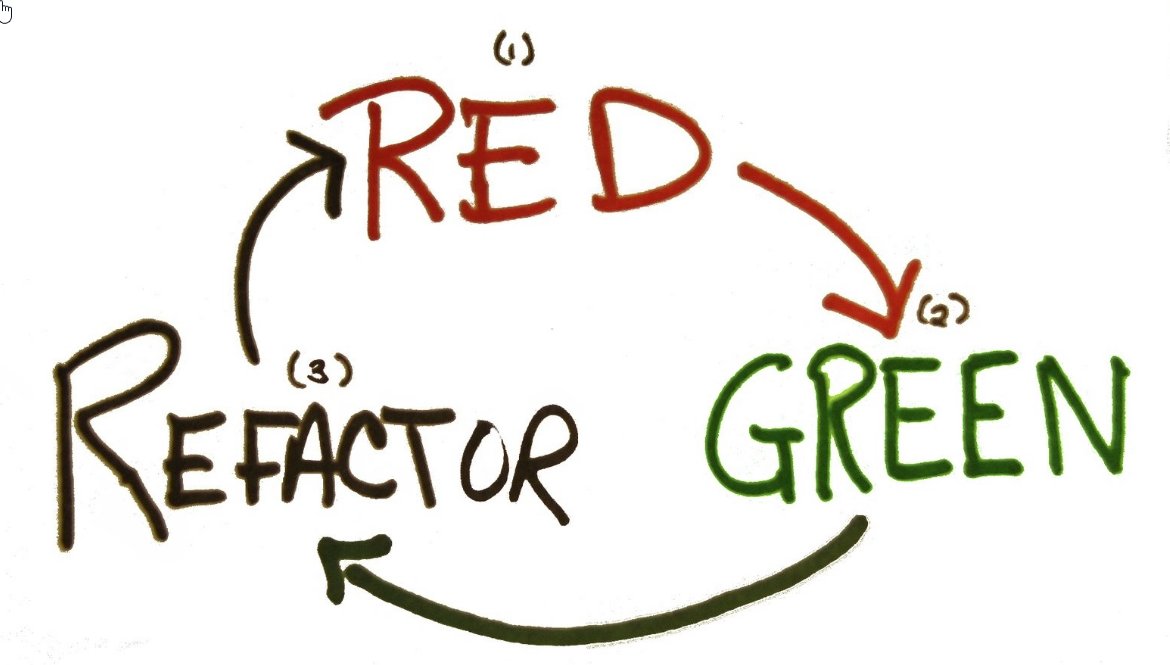 (1)
RED
(2)
GREEN
(3)
REFACTOR